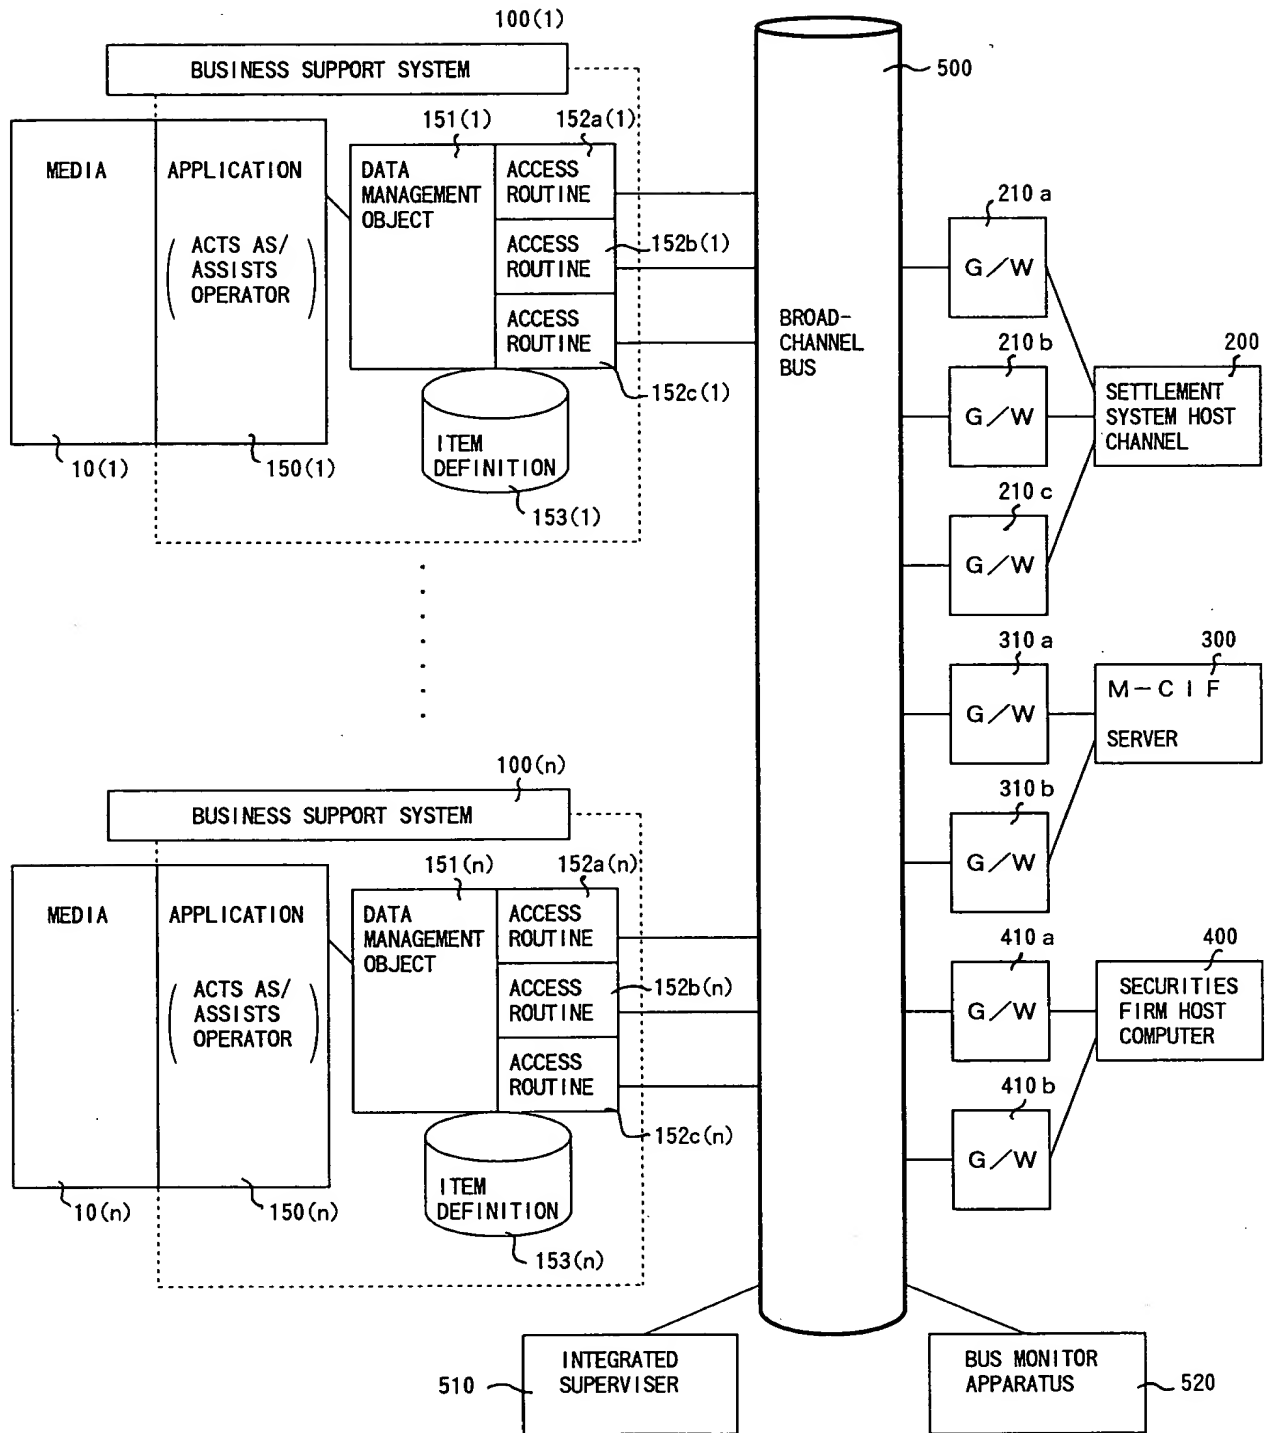 100(1)
BUSINESS SUPPORT SYSTEM
500
151(1)
152a(1)
MEDIA
APPLICATION
DATA
MANAGEMENT
OBJECT
ACCESS
ROUTINE
210a
G/W
(ACTS AS/
ASSISTS
OPERATOR)
ACCESS
ROUTINE
152b(1)
ACCESS
ROUTINE
BROAD-
CHANNEL
BUS
210b
G/W
200
SETTLEMENT
SYSTEM HOST
CHANNEL
152c(1)
ITEM
DEFINITION
10(1)
150(1)
153(1)
210c
G/W
310a
G/W
300
M-CIF
SERVER
100(n)
BUSINESS SUPPORT SYSTEM
310b
G/W
151(n)
152a(n)
MEDIA
APPLICATION
DATA
MANAGEMENT
OBJECT
ACCESS
ROUTINE
410a
G/W
400
SECURITIES
FIRM HOST
COMPUTER
(ACTS AS/
ASSISTS
OPERATOR)
ACCESS
ROUTINE
152b(n)
ACCESS
ROUTINE
410b
G/W
152c(n)
ITEM
DEFINITION
10(n)
150(n)
153(n)
INTEGRATED
SUPERVISER
510
BUS MONITOR
APPARATUS
520